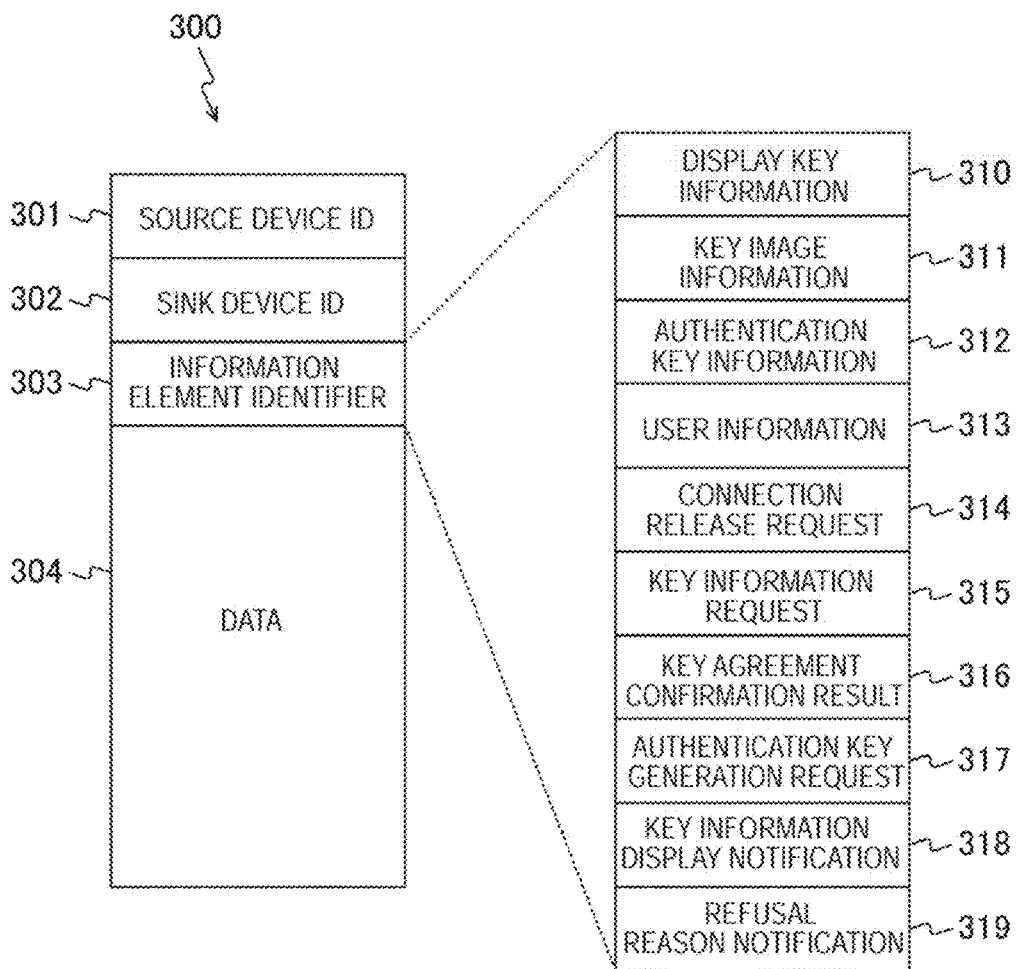 300
301
SOURCE DEVICE ID
302
SINK DEVICE ID
303
INFORMATION
ELEMENT IDENTIFIER
304
DATA
DISPLAY KEY
INFORMATION
310
KEY IMAGE
INFORMATION
311
AUTHENTICATION
KEY INFORMATION
312
USER INFORMATION
313
CONNECTION
RELEASE REQUEST
314
KEY INFORMATION
REQUEST
315
KEY AGREEMENT
CONFIRMATION RESULT
316
AUTHENTICATION KEY
GENERATION REQUEST
317
KEY INFORMATION
DISPLAY NOTIFICATION
318
REFUSAL
REASON NOTIFICATION
319